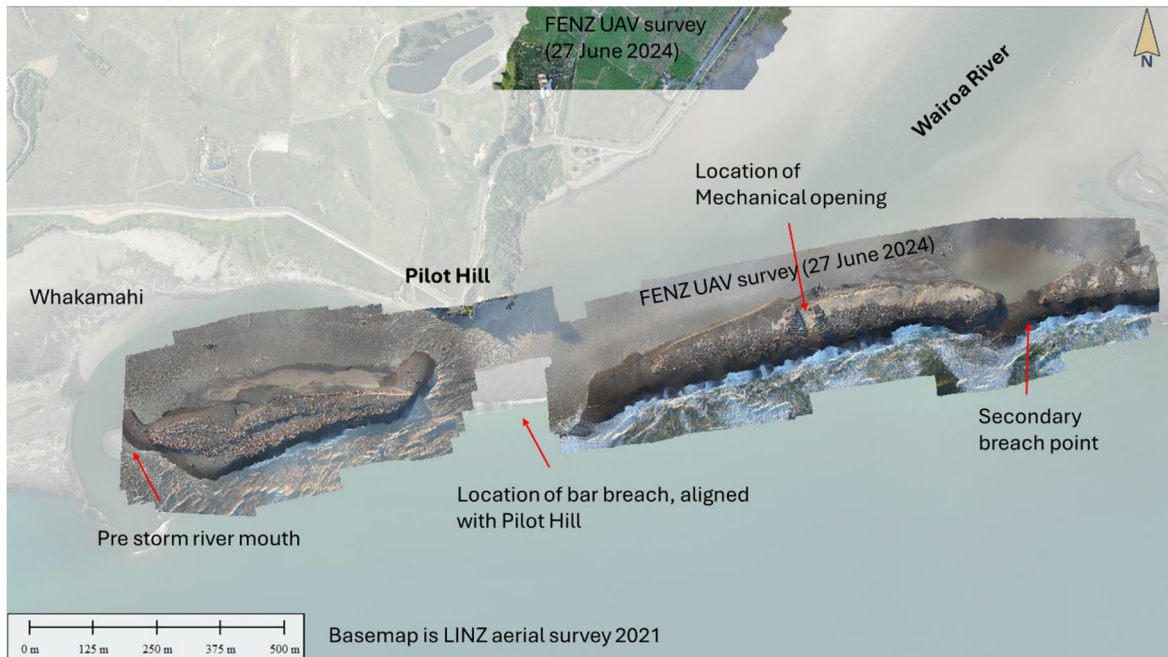 FENZ UAV survey
(27 June 2024)
N
Wairoa River
Location of
Mechanical opening
FENZ UAV survey (27 June 2024)
Pilot Hill
Whakamahi
Secondary
breach point
Location of bar breach, aligned
with Pilot Hill
Pre storm river mouth
0 m 125 m 250 m 375 m 500 m
Basemap is LINZ aerial survey 2021